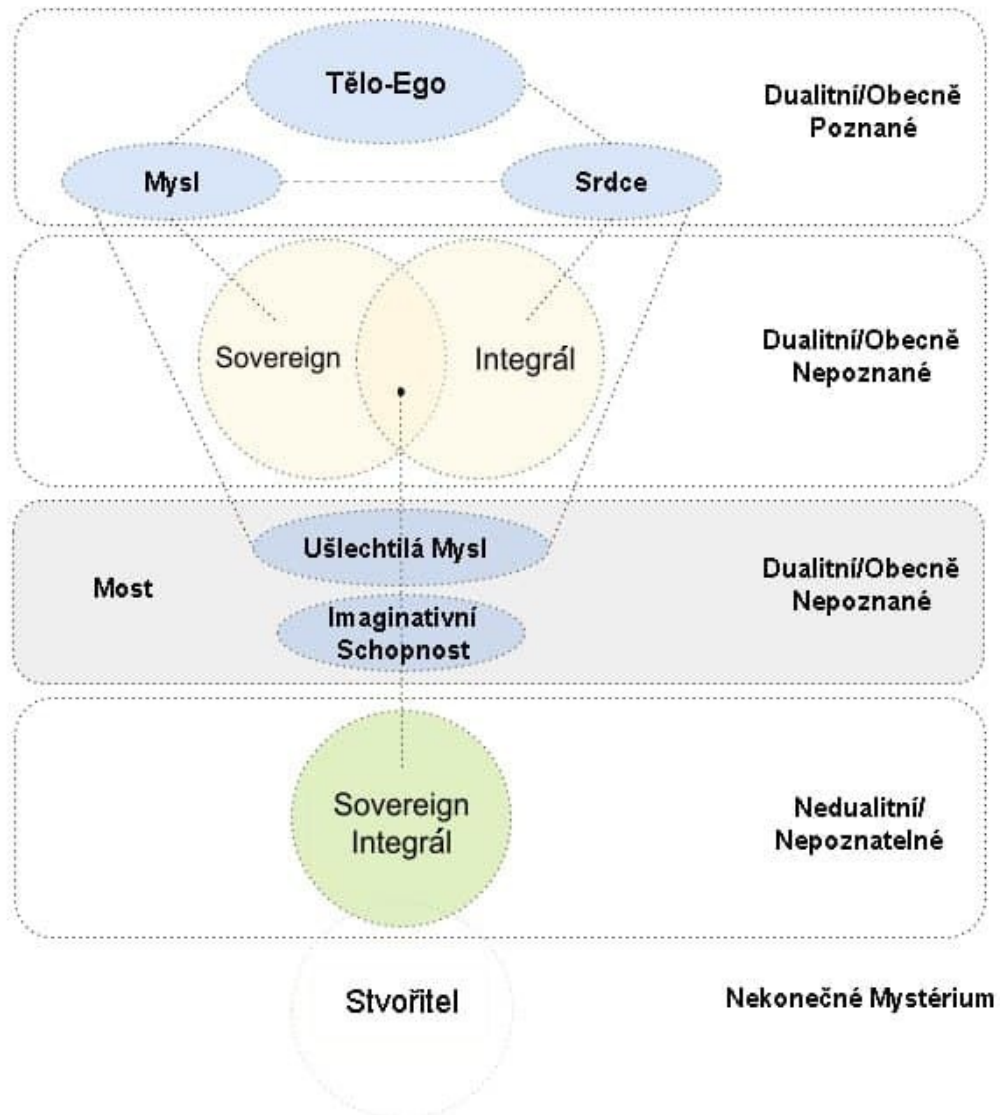 Tělo-Ego
Dualitní/Obecně
Poznané
Mysl
Srdce
Sovereign
Integrál
Dualitní/Obecně
Nepoznané
Ušlechtilá Mysl
Most
Dualitní/Obecně
Nepoznané
Imaginativní
Schopnost
Sovereign
Integrál
Nedualitní/
Nepoznatelné
Stvořitel
Nekonečné Mystérium